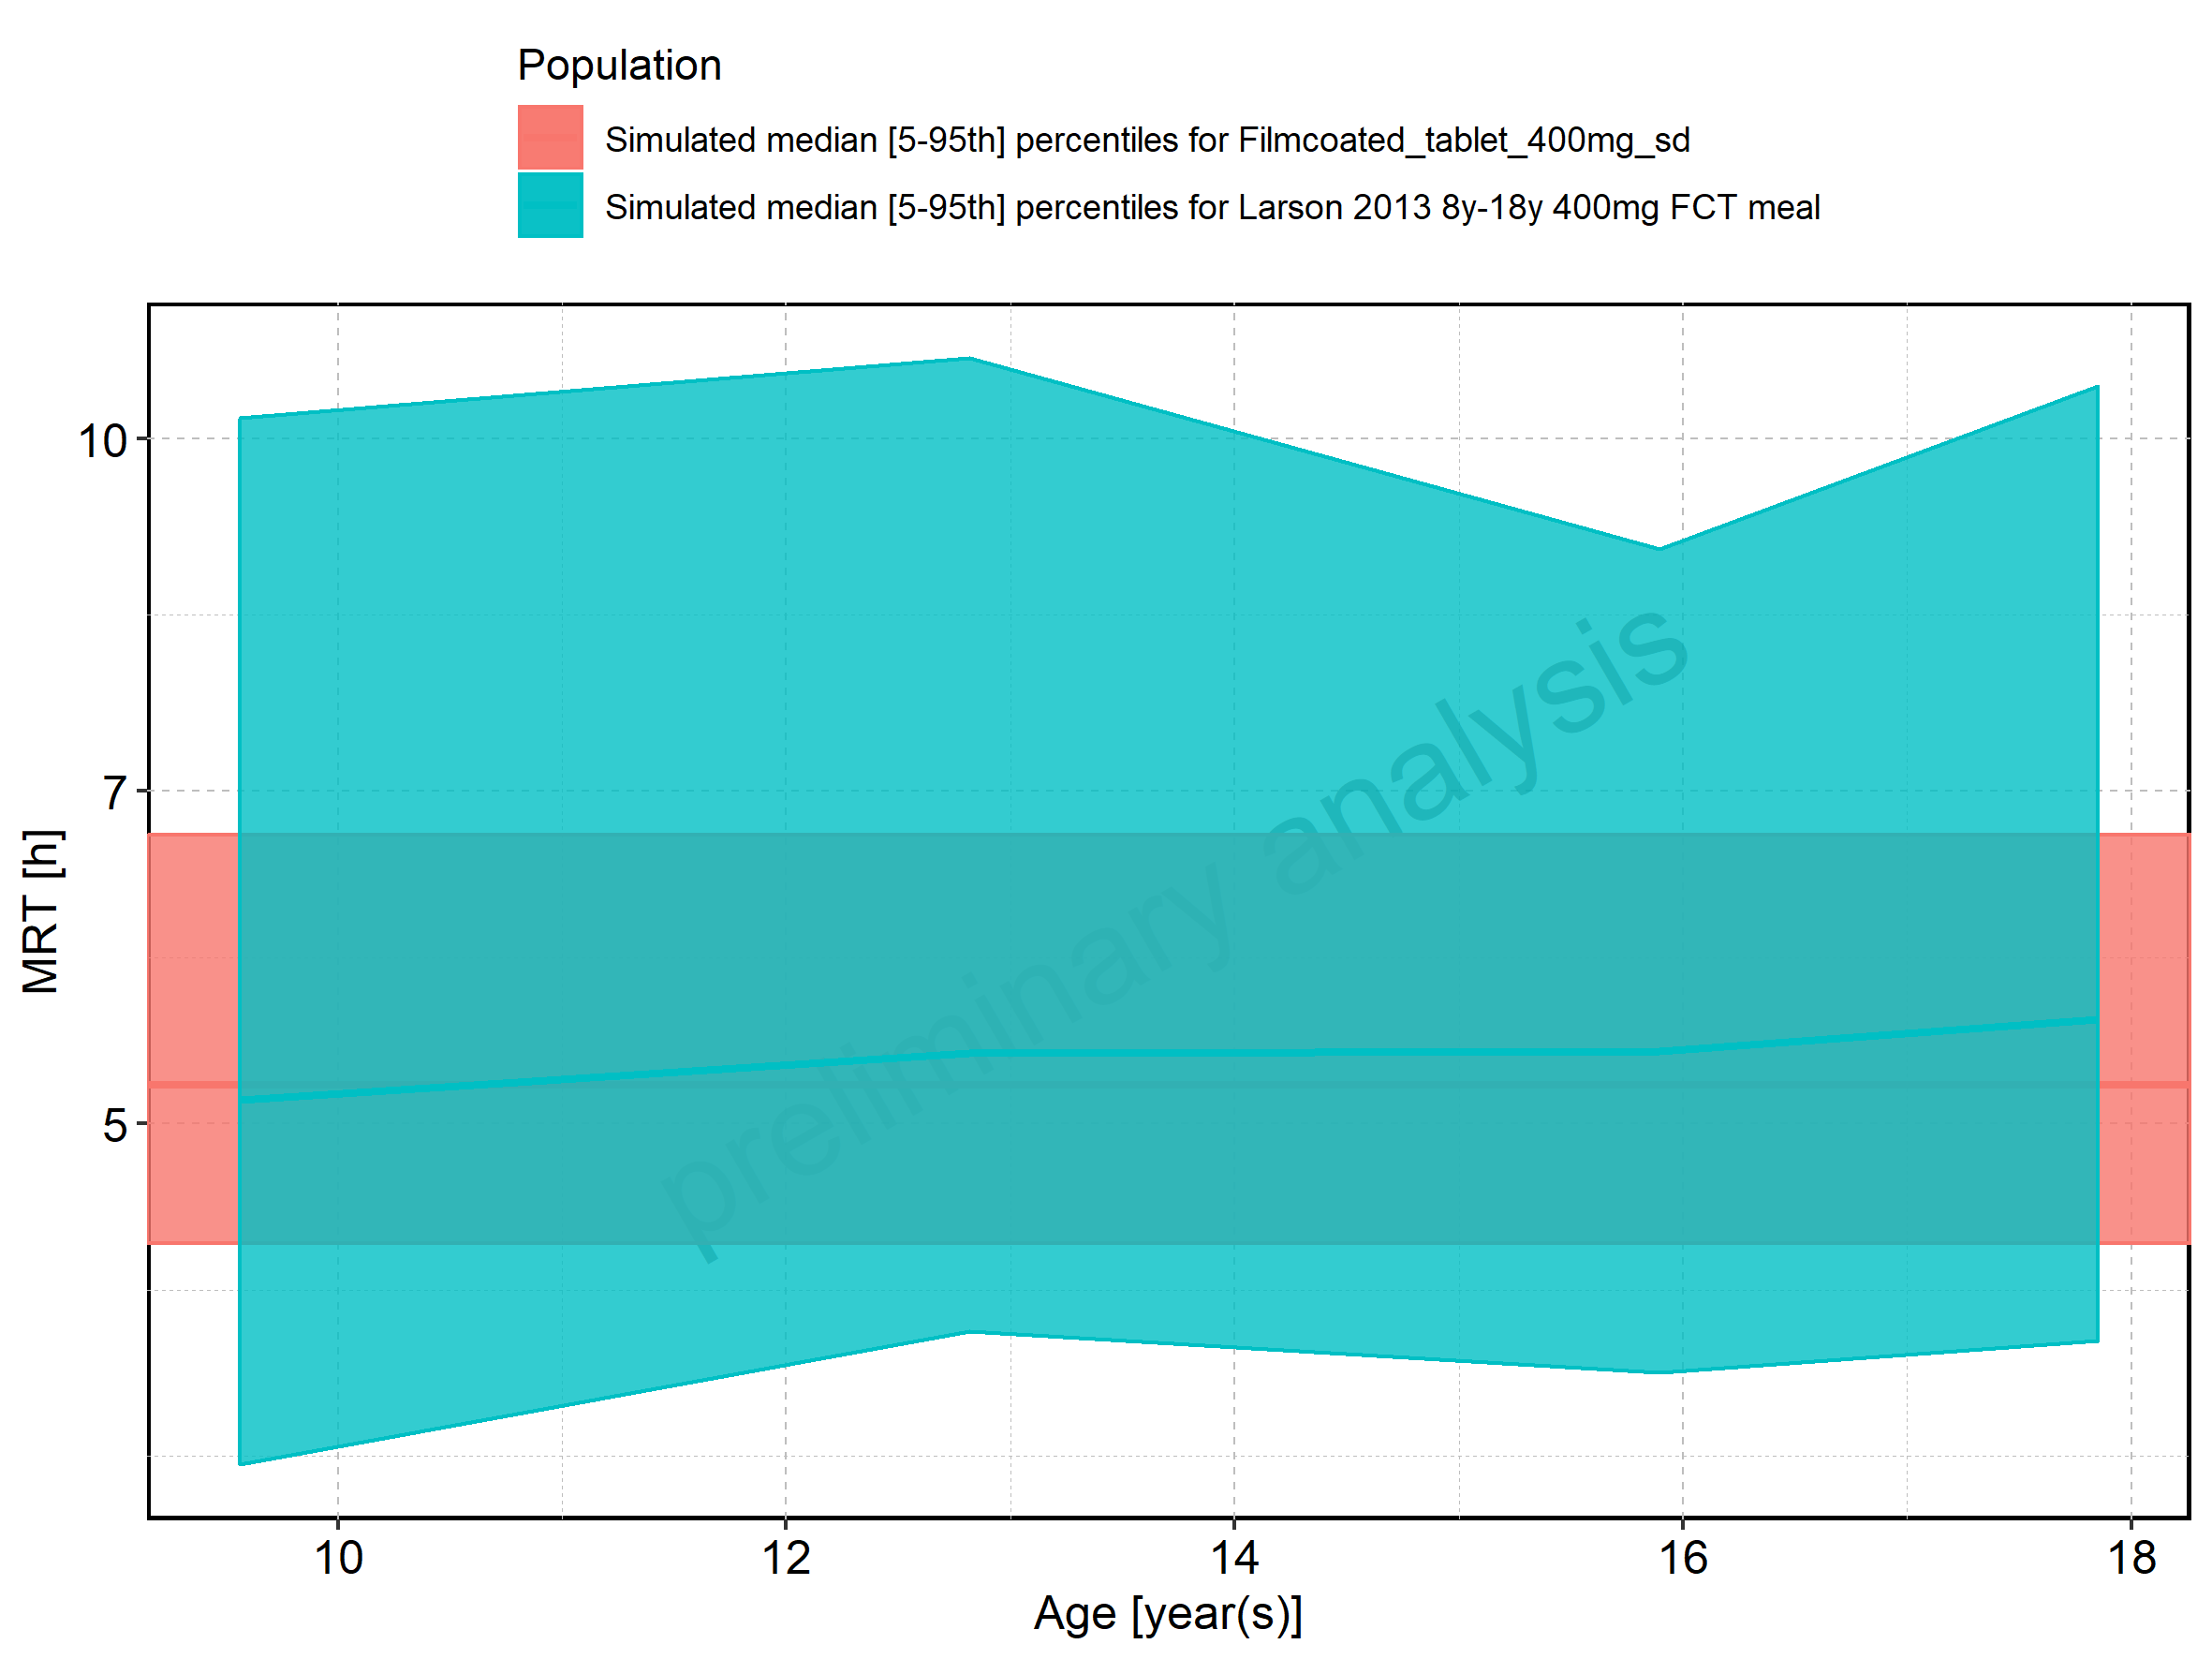 Population
Simulated median [5-95th] percentiles for Filmcoated_tablet_400mg_sd
Simulated median [5-95th] percentiles for Larson 2013 8y-18y 400mg FCT meal
10
7
5
MRT [h]
preliminary analysis
10 12 14 16 18
Age [year(s)]